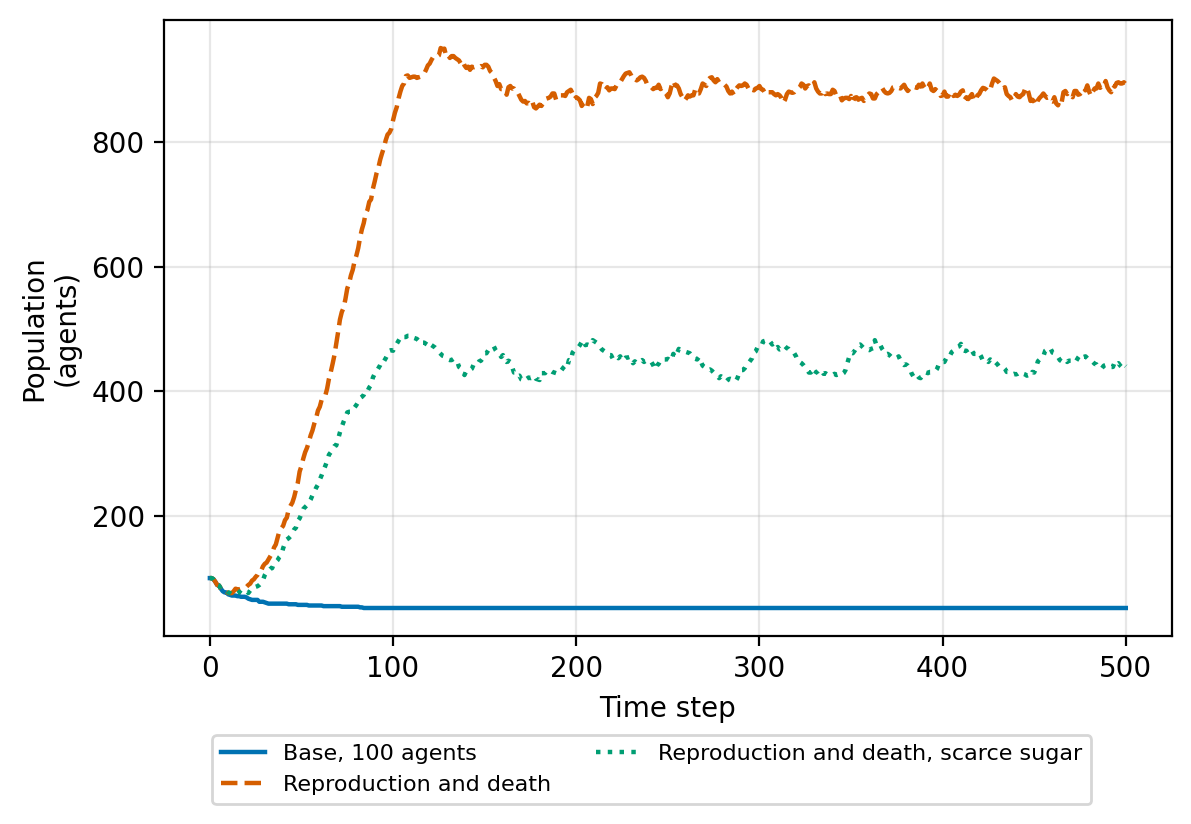 800
600
400
200
Population
(agents)
0 100 200 300 400 500
Time step
Base, 100 agents
Reproduction and death
Reproduction and death, scarce sugar